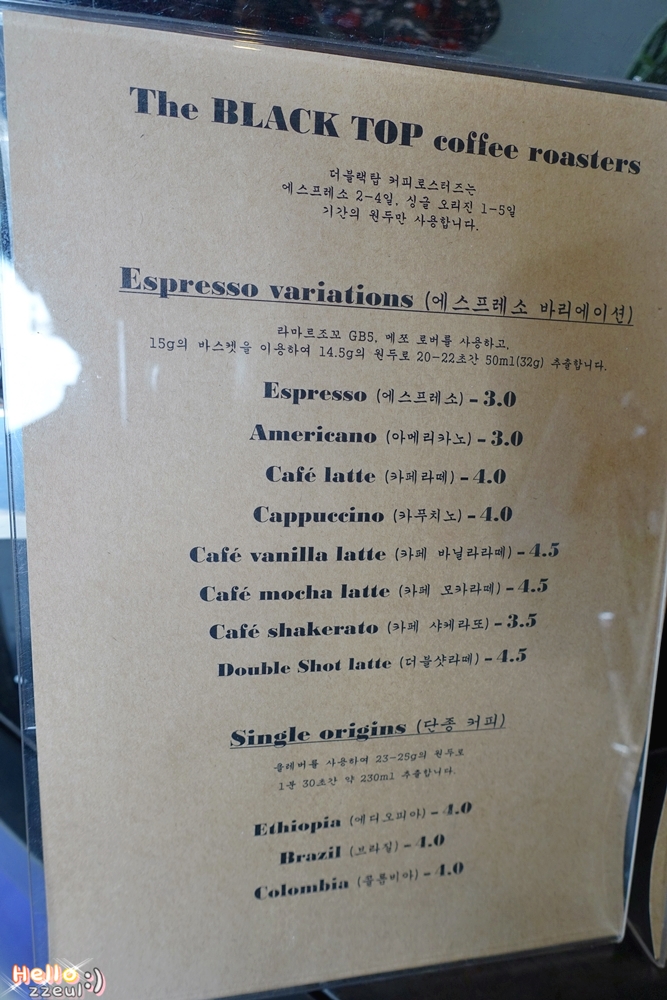 The BLACK TOP coffee roasters
더블랙탑 커피로스터즈는
에스프레소 2-4일, 싱글 오리진 1-5일
기간의 원두만 사용합니다.
Espresso variations (에스프레소 바리에이션)
라마르조꼬 GB5, 메쪄 로버를 사용하고,
15g의 바스켓을 이용하여 14.5g의 원두로 20-22초간 50ml(32g) 추출합니다.
Espresso (에스프레소) - 3.0
Americano (아메리카노) - 3.0
Café latte (카페라떼) - 4.0
Cappuccino (카푸치노) - 4.0
Café vanilla latte (카페 바닐라라떼) - 4.5
Café mocha latte (카페 모카라떼) - 4.5
Café shakerato (카페 샤케라또) - 3.5
Double Shot latte (더블샷라떼) - 4.5
Single origins (단종 커피)
사용하여 23-25g의 원두로
1분 30초간 약 230ml 추출합니다.
Ethiopia (에디오피아) - 4.0
Brazil (브라질) - 4.0
Colombia (콜롬비아) - 4.0
Hello :)
zzeul